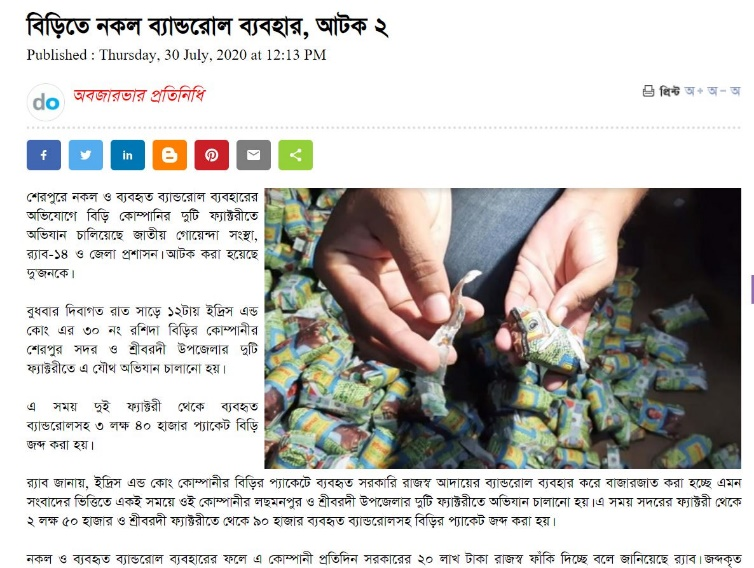 বিড়িতে নকল ব্যান্ডরোল ব্যবহার, আটক ২
Published : Thursday, 30 July, 2020 at 12:13 PM
do
অবজারভার প্রতিনিধি
প্রিন্ট অ+ অ- অ
শেরপুরে নকল ও ব্যবহৃত ব্যান্ডরোল ব্যবহারের
অভিযোগে বিড়ি কোম্পানির দুটি ফ্যাক্টরীতে
অভিযান চালিয়েছে জাতীয় গোয়েন্দা সংস্থা,
র‍্যাব-১৪ ও জেলা প্রশাসন। আটক করা হয়েছে
দু'জনকে।
বুধবার দিবাগত রাত সাড়ে ১২টায় ইদ্রিস এন্ড
কোং এর ৩০ নং রশিদা বিড়ির কোম্পানীর
শেরপুর সদর ও শ্রীবরদী উপজেলার দুটি
ফ্যাক্টরীতে এ যৌথ অভিযান চালানো হয়।
এ সময় দুই ফ্যাক্টরী থেকে ব্যবহৃত
ব্যান্ডরোলসহ ৩ লক্ষ ৪০ হাজার প্যাকেট বিড়ি
জব্দ করা হয়।
র‍্যাব জানায়, ইদ্রিস এন্ড কোং কোম্পানীর বিড়ির প্যাকেটে ব্যবহৃত সরকারি রাজস্ব আদায়ের ব্যান্ডরোল ব্যবহার করে বাজারজাত করা হচ্ছে এমন
সংবাদের ভিত্তিতে একই সময়ে ওই কোম্পানীর লছমনপুর ও শ্রীবরদী উপজেলার দুটি ফ্যাক্টরীতে অভিযান চালানো হয়।এ সময় সদরের ফ্যাক্টরী থেকে
২ লক্ষ ৫০ হাজার ও শ্রীবরদী ফ্যাক্টরীতে থেকে ৯০ হাজার ব্যবহৃত ব্যান্ডরোলসহ বিড়ির প্যাকেট জব্দ করা হয়।
নকল ও ব্যবহৃত ব্যান্ডরোল ব্যবহারের ফলে এ কোম্পানী প্রতিদিন সরকারের ২০ লাখ টাকা রাজস্ব ফাঁকি দিচ্ছে বলে জানিয়েছে র‍্যাব। জব্দকৃত